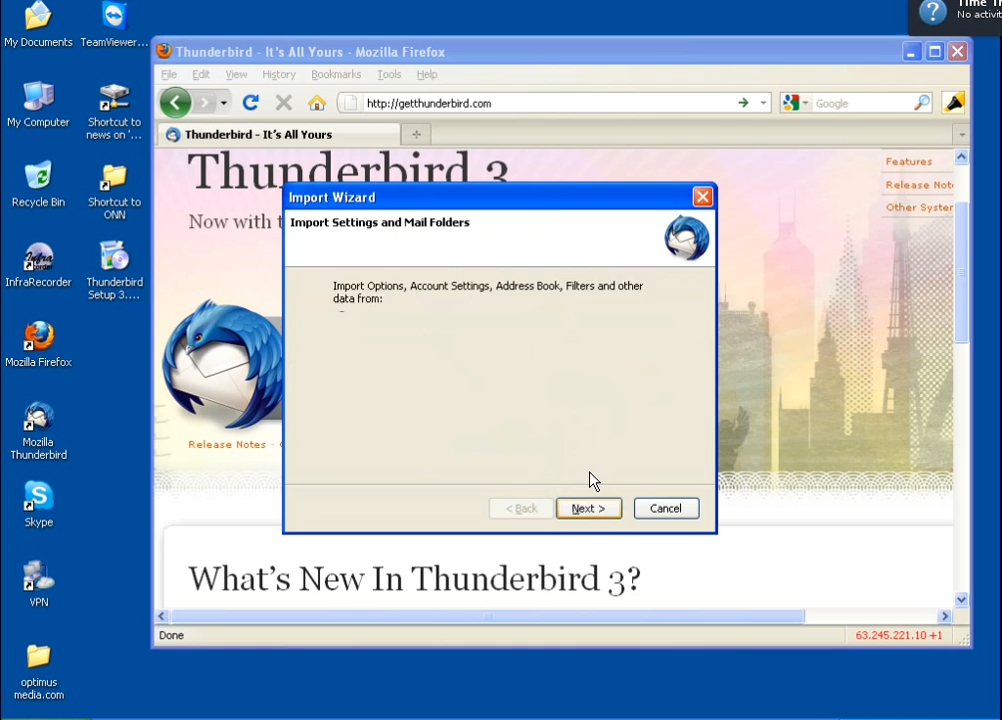 Time T
No activit
My Documents
TeamViewer...
My Computer
Shortcut to
news on '...
Recycle Bin
Shortcut to
ONN
InfraRecorder
Thunderbird
Setup 3....
Mozilla Firefox
Mozilla
Thunderbird
Skype
VPN
optimus
media.com
Thunderbird - It's All Yours - Mozilla Firefox
File Edit View History Bookmarks Tools Help
http://getthunderbird.com
Google
Thunderbird - It's All Yours
Thunderbird 3
Now with t
Features
Release Not
Other System
Release Notes -
Import Wizard
Import Settings and Mail Folders
Import Options, Account Settings, Address Book, Filters and other
data from:
< Back Next > Cancel
What's New In Thunderbird 3?
Done
63.245.221.10 +1